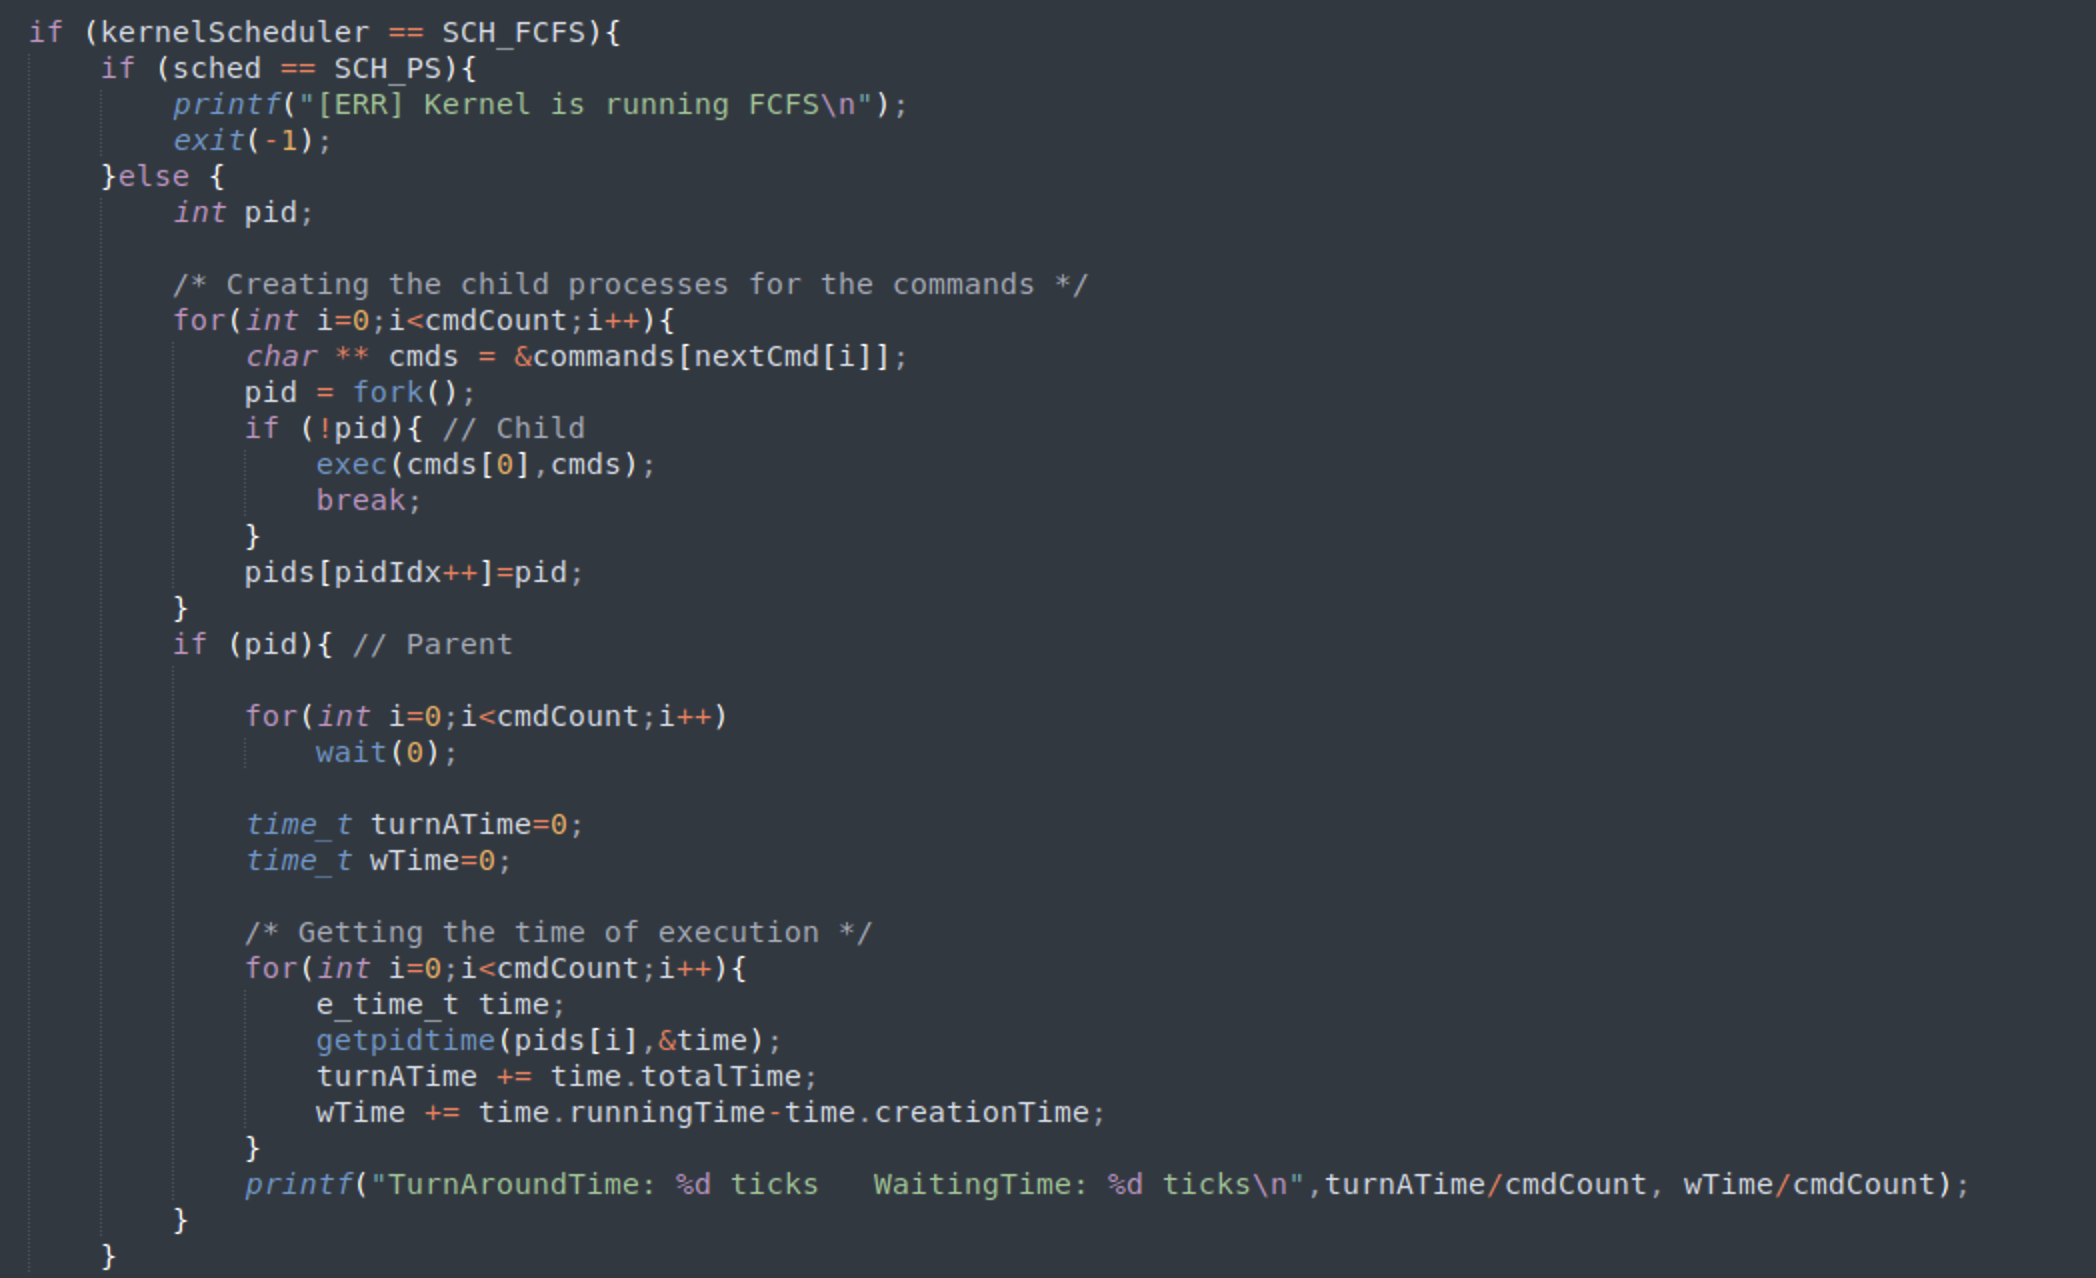 if (kernelScheduler == SCH_FCFS){
    if (sched == SCH_PS){
        printf("[ERR] Kernel is running FCFS\n");
        exit(-1);
    }else {
        int pid;

        /* Creating the child processes for the commands */
        for(int i=0;i<cmdCount;i++){
            char ** cmds = &commands[nextCmd[i]];
            pid = fork();
            if (!pid){ // Child
                exec(cmds[0],cmds);
                break;
            }
            pids[pidIdx++]=pid;
        }
        if (pid){ // Parent

            for(int i=0;i<cmdCount;i++)
                wait(0);

            time_t turnATime=0;
            time_t wTime=0;

            /* Getting the time of execution */
            for(int i=0;i<cmdCount;i++){
                e_time_t time;
                getpidtime(pids[i],&time);
                turnATime += time.totalTime;
                wTime += time.runningTime-time.creationTime;
            }
            printf("TurnAroundTime: %d ticks   WaitingTime: %d ticks\n",turnATime/cmdCount, wTime/cmdCount);
        }
    }